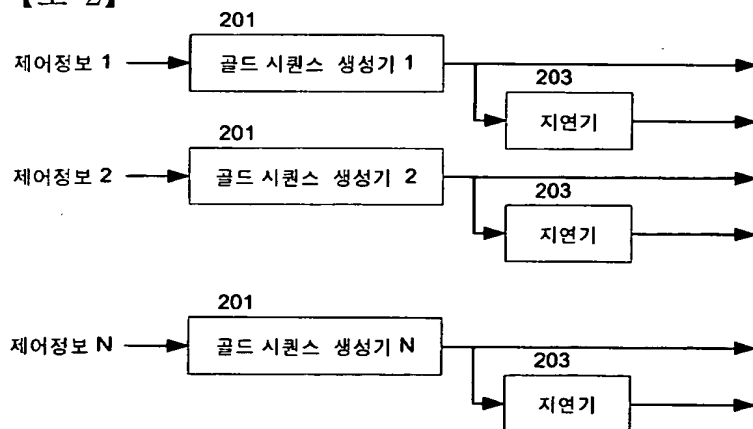 【도 2】
201
제어정보 1
골드 시퀀스 생성기 1
203
지연기
201
제어정보 2
골드 시퀀스 생성기 2
203
지연기
201
제어정보 N
골드 시퀀스 생성기 N
203
지연기